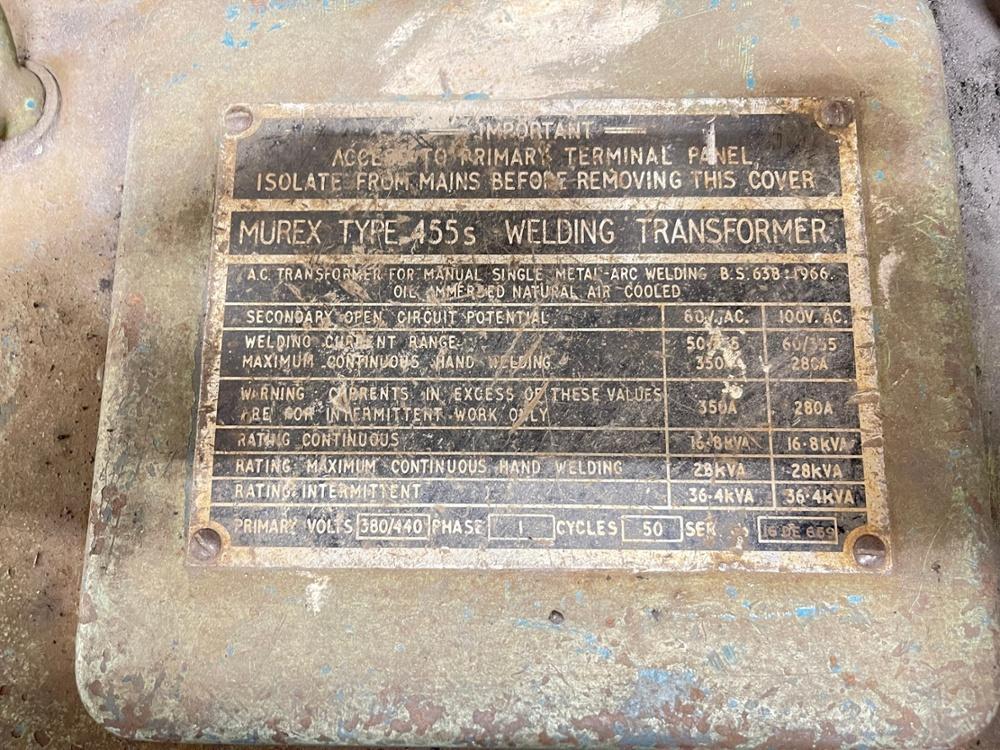 IMPORTANT
ACCESS TO PRIMARY TERMINAL PANEL,
ISOLATE FROM MAINS BEFORE REMOVING THIS COVER
MUREX TYPE 455s WELDING TRANSFORMER
A.C. TRANSFORMER FOR MANUAL SINGLE METAL-ARC WELDING B.S. 638:1966.
OIL IMMERSED NATURAL AIR COOLED
SECONDARY OPEN CIRCUIT POTENTIAL 80V. AC. 100V. AC.
WELDING CURRENT RANGE
MAXIMUM CONTINUOUS HAND WELDING 350A 280A
WARNING: CURRENTS IN EXCESS OF THESE VALUES
ARE FOR INTERMITTENT WORK ONLY 350A 280A
RATING CONTINUOUS 16·8kVA 16·8kVA
RATING MAXIMUM CONTINUOUS HAND WELDING 28kVA 28kVA
RATING INTERMITTENT 36·4kVA 36·4kVA
PRIMARY VOLTS 380/440 PHASE 1 CYCLES 50 SER